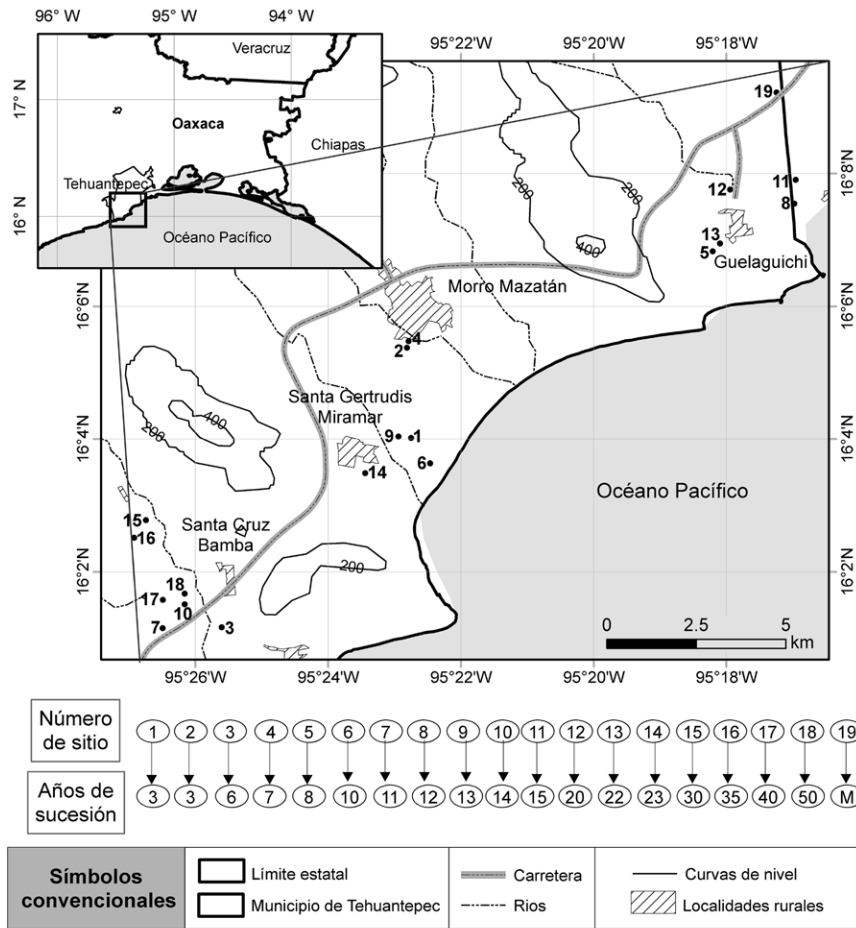 96° W
95° W
94° W
95°22'W
95°20'W
95°18'W
17° N
16° N
Veracruz
Oaxaca
Chiapas
Tehuantepec
Océano Pacífico
16°8'N
16°6'N
16°4'N
16°2'N
16°8'N
16°6'N
16°4'N
16°2'N
200
200
400
19
11
12
8
13
5
Guelaguichi
Morro Mazatán
4
2
Santa Gertrudis
Miramar
9
1
6
14
400
200
Océano Pacífico
15
16
Santa Cruz
Bamba
200
18
17
10
7
3
0
2.5
5
km
95°26'W
95°24'W
95°22'W
95°20'W
95°18'W
Número
de sitio
1 2 3 4 5 6 7 8 9 10 11 12 13 14 15 16 17 18 19
Años de
sucesión
3 3 6 7 8 10 11 12 13 14 15 20 22 23 30 35 40 50 M
Símbolos
convencionales
Límite estatal
Municipio de Tehuantepec
Carretera
Rios
Curvas de nivel
Localidades rurales